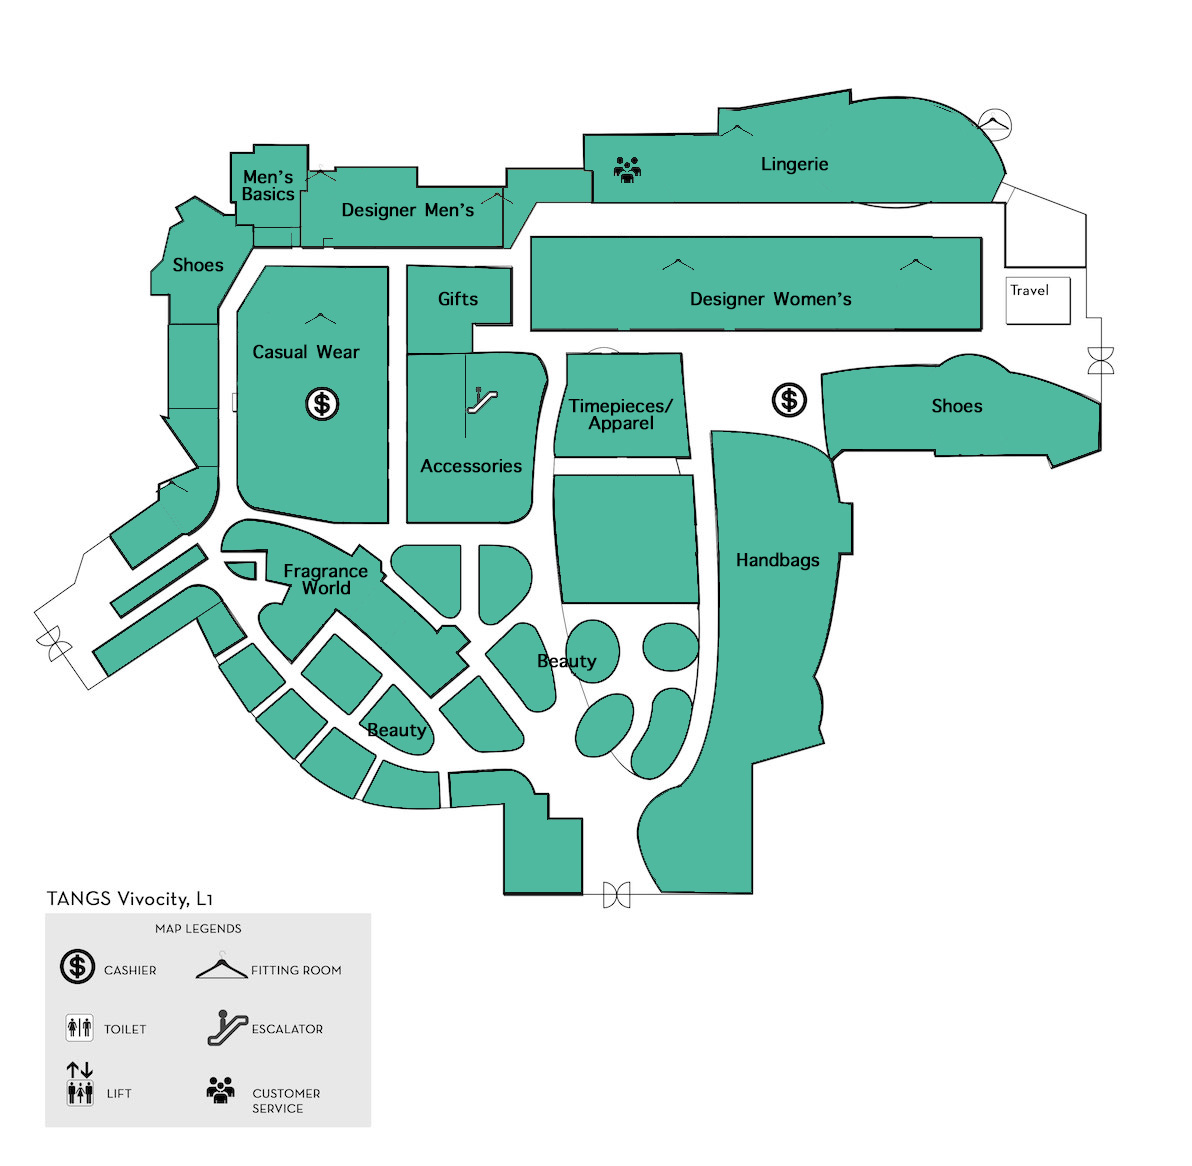 Lingerie
Men's
Basics
Designer Men's
Shoes
Gifts
Designer Women's
Travel
Casual Wear
$
$
Timepieces/
Apparel
Shoes
Accessories
Handbags
Fragrance
World
Beauty
Beauty
TANGS Vivocity, L1
MAP LEGENDS
$ CASHIER
FITTING ROOM
TOILET
ESCALATOR
LIFT
CUSTOMER
SERVICE